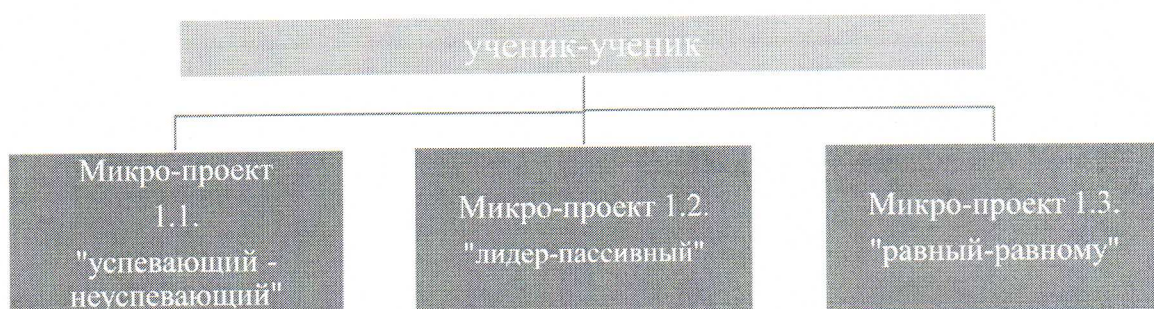 ученик-ученик
Микро-проект
1.1.
"успевающий -
неуспевающий"
Микро-проект 1.2.
"лидер-пассивный"
Микро-проект 1.3.
"равный-равному"